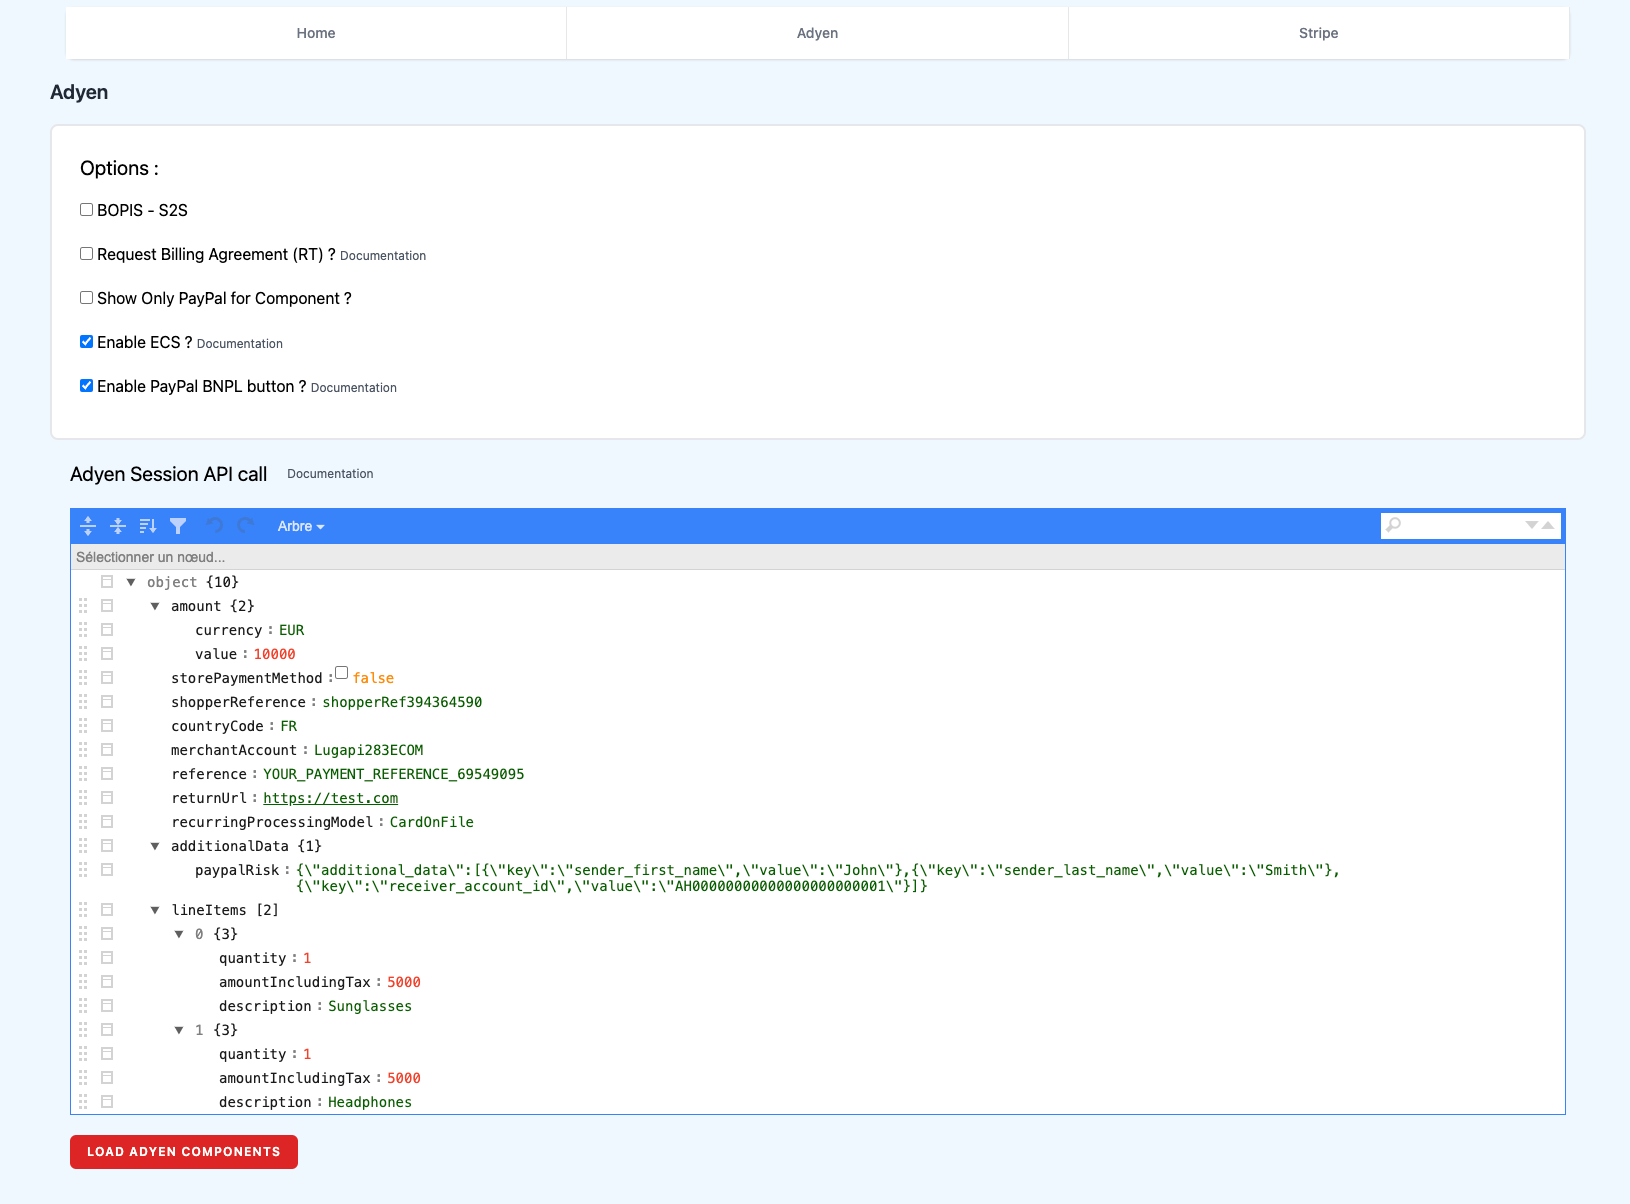 Home
Adyen
Stripe
Adyen
Options :
BOPIS - S2S
Request Billing Agreement (RT) ? Documentation
Show Only PayPal for Component ?
Enable ECS ? Documentation
Enable PayPal BNPL button ? Documentation
Adyen Session API call Documentation
Arbre
Sélectionner un nœud...
object {10}
amount {2}
currency : EUR
value : 10000
storePaymentMethod : false
shopperReference : shopperRef394364590
countryCode : FR
merchantAccount : Lugapi283ECOM
reference : YOUR_PAYMENT_REFERENCE_69549095
returnUrl : https://test.com
recurringProcessingModel : CardOnFile
additionalData {1}
paypalRisk : {\"additional_data\":[{\"key\":\"sender_first_name\",\"value\":\"John\"},{\"key\":\"sender_last_name\",\"value\":\"Smith\"},
{\"key\":\"receiver_account_id\",\"value\":\"AH00000000000000000000001\"}]}
lineItems [2]
0 {3}
quantity : 1
amountIncludingTax : 5000
description : Sunglasses
1 {3}
quantity : 1
amountIncludingTax : 5000
description : Headphones
LOAD ADYEN COMPONENTS